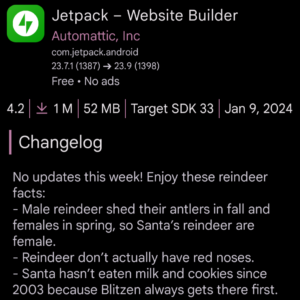 Jetpack – Website Builder
Automattic, Inc
com.jetpack.android
23.7.1 (1387) → 23.9 (1398)
Free • No ads
4.2 | 1 M | 52 MB | Target SDK 33 | Jan 9, 2024
Changelog
No updates this week! Enjoy these reindeer
facts:
- Male reindeer shed their antlers in fall and
females in spring, so Santa's reindeer are
female.
- Reindeer don't actually have red noses.
- Santa hasn't eaten milk and cookies since
2003 because Blitzen always gets there first.